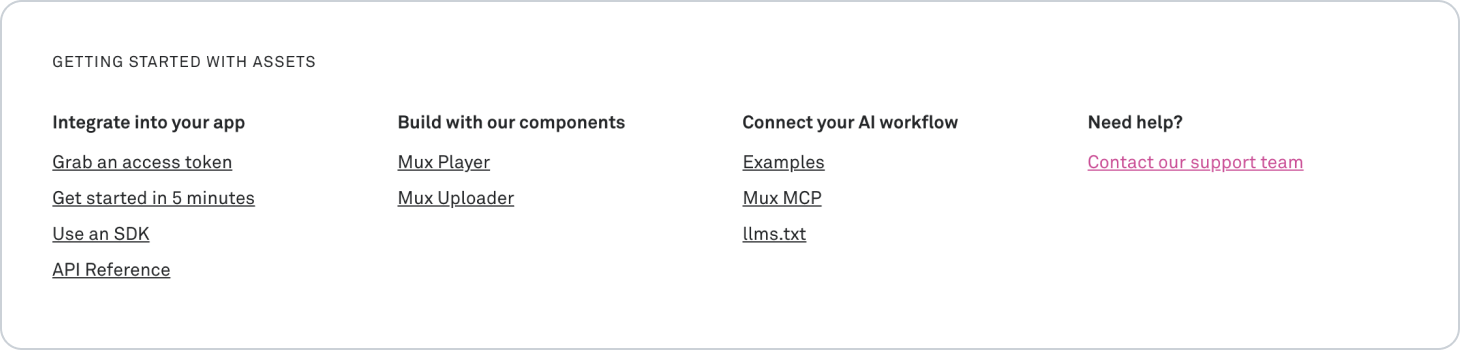 GETTING STARTED WITH ASSETS
Integrate into your app
Grab an access token
Get started in 5 minutes
Use an SDK
API Reference
Build with our components
Mux Player
Mux Uploader
Connect your AI workflow
Examples
Mux MCP
llms.txt
Need help?
Contact our support team